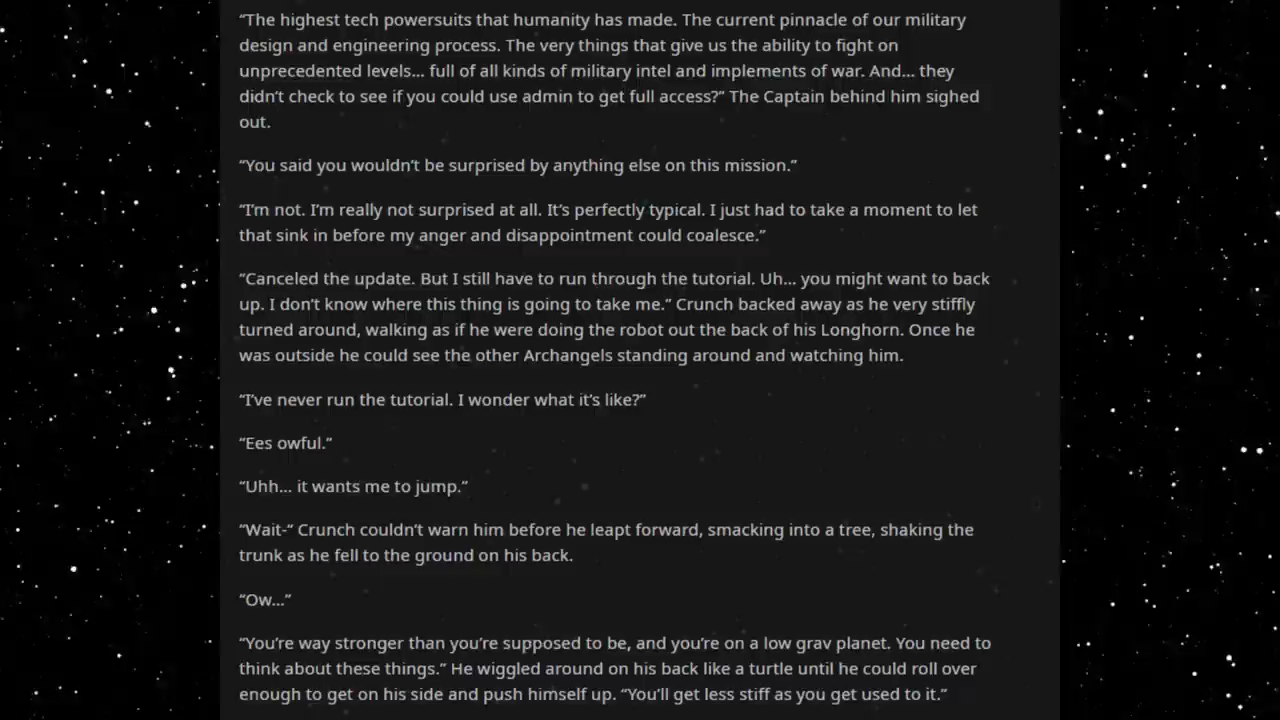 “The highest tech powersuits that humanity has made. The current pinnacle of our military
design and engineering process. The very things that give us the ability to fight on
unprecedented levels… full of all kinds of military intel and implements of war. And… they
didn’t check to see if you could use admin to get full access?” The Captain behind him sighed
out.
“You said you wouldn’t be surprised by anything else on this mission.”
“I’m not. I’m really not surprised at all. It’s perfectly typical. I just had to take a moment to let
that sink in before my anger and disappointment could coalesce.”
“Canceled the update. But I still have to run through the tutorial. Uh… you might want to back
up. I don’t know where this thing is going to take me.” Crunch backed away as he very stiffly
turned around, walking as if he were doing the robot out the back of his Longhorn. Once he
was outside he could see the other Archangels standing around and watching him.
“I’ve never run the tutorial. I wonder what it’s like?”
“Ees owful.”
“Uhh… it wants me to jump.”
“Wait-“ Crunch couldn’t warn him before he leapt forward, smacking into a tree, shaking the
trunk as he fell to the ground on his back.
“Ow…”
“You’re way stronger than you’re supposed to be, and you’re on a low grav planet. You need to
think about these things.” He wiggled around on his back like a turtle until he could roll over
enough to get on his side and push himself up. “You’ll get less stiff as you get used to it.”